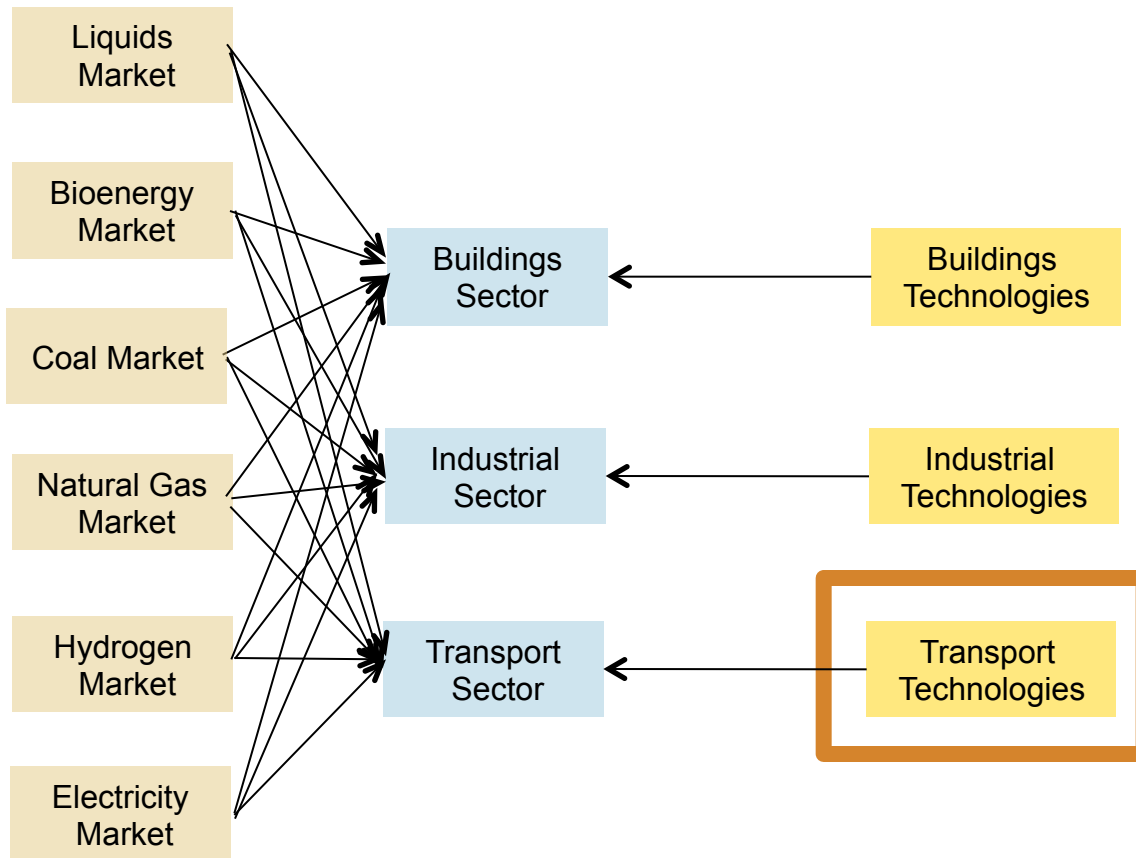 Liquids
Market
Bioenergy
Market
Coal Market
Natural Gas
Market
Hydrogen
Market
Electricity
Market
Buildings
Sector
Industrial
Sector
Transport
Sector
Buildings
Technologies
Industrial
Technologies
Transport
Technologies